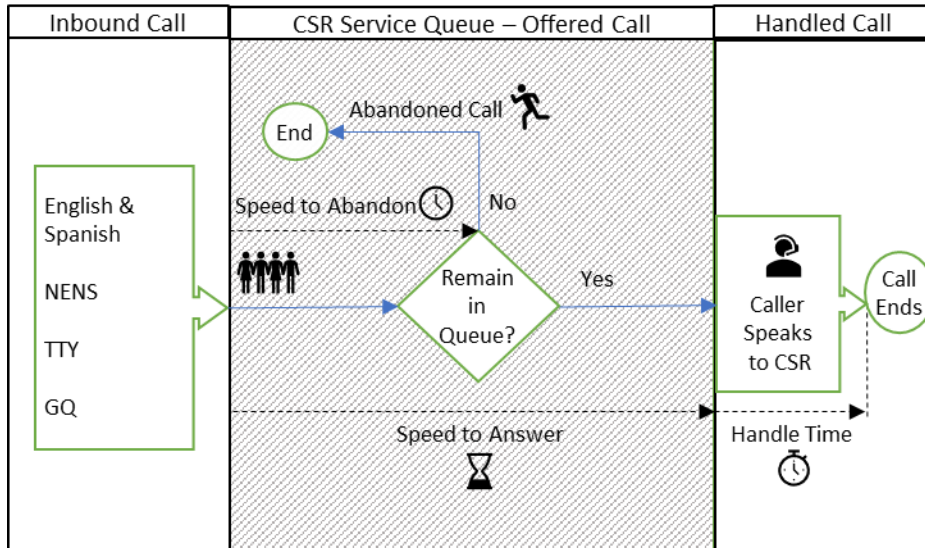 Inbound Call
CSR Service Queue – Offered Call
Handled Call
Abandoned Call
End
Speed to Abandon
No
English &
Spanish
NENS
TTY
GQ
Remain
in
Queue?
Yes
Caller
Speaks
to CSR
Call
Ends
Speed to Answer
Handle Time